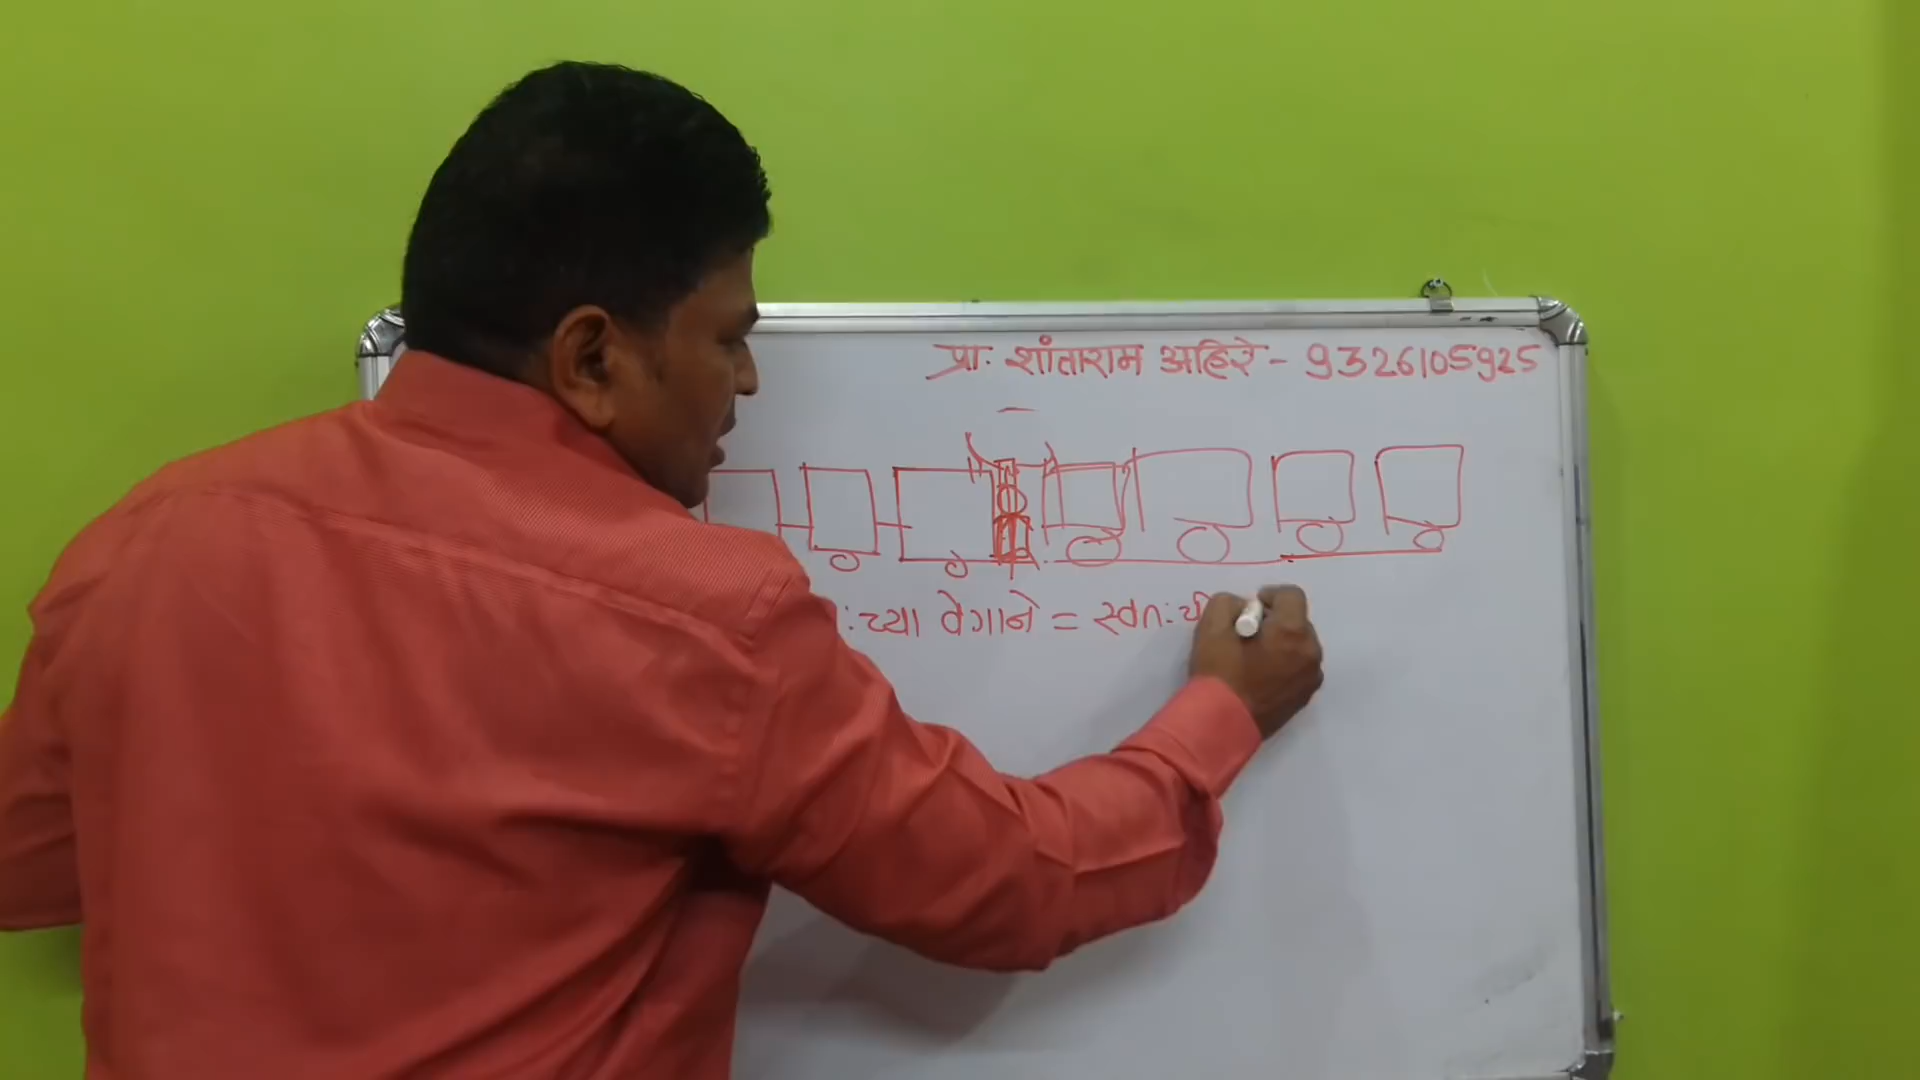 प्रा. शांताराम अहिरे - 9326105925
:च्या वेगाने = स्वतः:ची